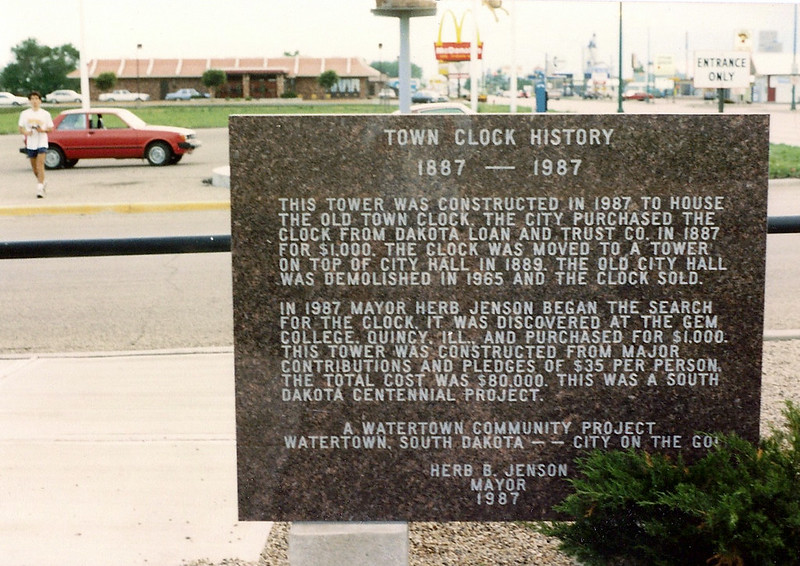 McDonald's
ENTRANCE
ONLY
TOWN CLOCK HISTORY
1887 — 1987
THIS TOWER WAS CONSTRUCTED IN 1987 TO HOUSE
THE OLD TOWN CLOCK. THE CITY PURCHASED THE
CLOCK FROM DAKOTA LOAN AND TRUST CO. IN 1887
FOR $1,000. THE CLOCK WAS MOVED TO A TOWER
ON TOP OF CITY HALL IN 1889. THE OLD CITY HALL
WAS DEMOLISHED IN 1965 AND THE CLOCK SOLD.
IN 1987 MAYOR HERB JENSON BEGAN THE SEARCH
FOR THE CLOCK. IT WAS DISCOVERED AT THE GEM
COLLEGE, QUINCY, ILL., AND PURCHASED FOR $1,000.
THIS TOWER WAS CONSTRUCTED FROM MAJOR
CONTRIBUTIONS AND PLEDGES OF $35 PER PERSON.
THE TOTAL COST WAS $80,000. THIS WAS A SOUTH
DAKOTA CENTENNIAL PROJECT.
A WATERTOWN COMMUNITY PROJECT
WATERTOWN, SOUTH DAKOTA — — CITY ON THE GO!
HERB B. JENSON
MAYOR
1987